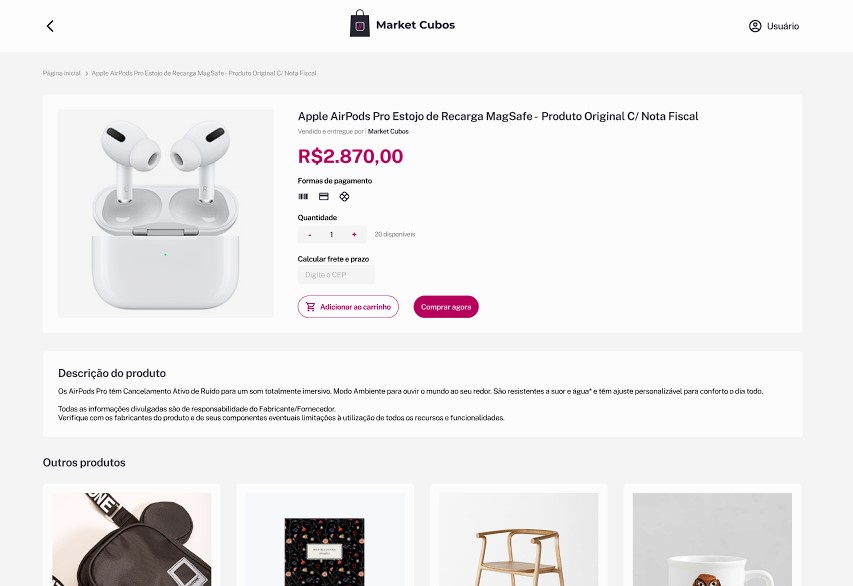 Market Cubos
Usuário
Página inicial > Apple AirPods Pro Estojo de Recarga MagSafe - Produto Original C/ Nota Fiscal
Apple AirPods Pro Estojo de Recarga MagSafe - Produto Original C/ Nota Fiscal
Vendido e entregue por | Market Cubos
R$2.870,00
Formas de pagamento
Quantidade
- 1 + 20 disponíveis
Calcular frete e prazo
Digite o CEP
Adicionar ao carrinho Comprar agora
Descrição do produto
Os AirPods Pro têm Cancelamento Ativo de Ruído para um som totalmente imersivo. Modo Ambiente para ouvir o mundo ao seu redor. São resistentes a suor e água* e têm ajuste personalizável para conforto o dia todo.
Todas as informações divulgadas são de responsabilidade do Fabricante/Fornecedor.
Verifique com os fabricantes do produto e de seus componentes eventuais limitações à utilização de todos os recursos e funcionalidades.
Outros produtos